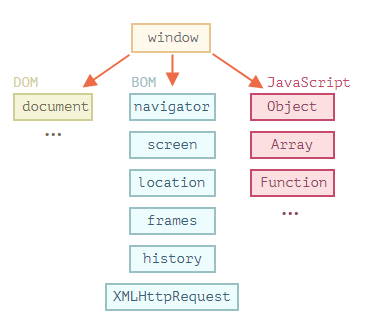 window
DOM
document
...
BOM
navigator
screen
location
frames
history
XMLHttpRequest
JavaScript
Object
Array
Function
...